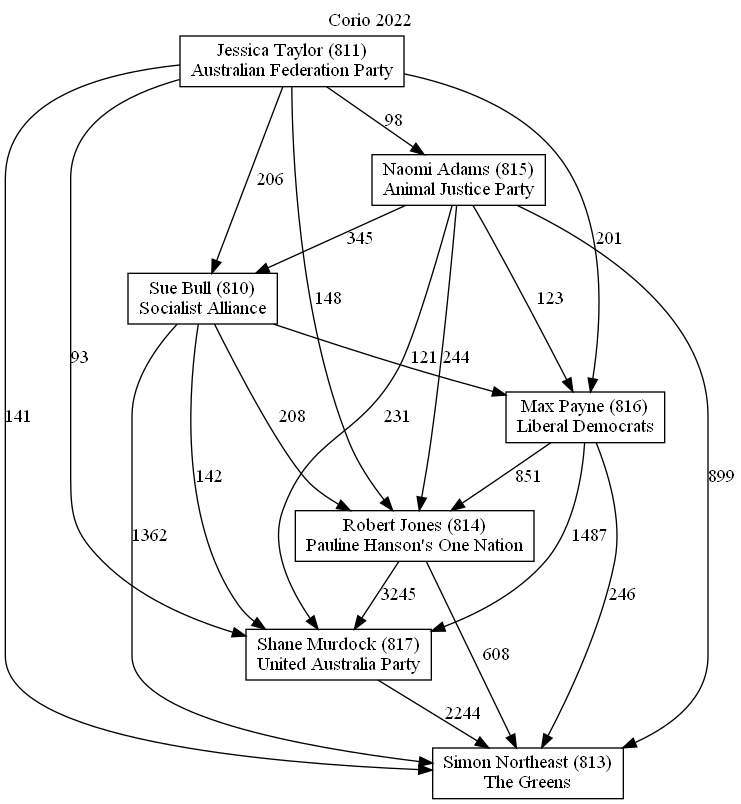 Corio 2022
Jessica Taylor (811)
Australian Federation Party
98
Naomi Adams (815)
Animal Justice Party
206
345
201
Sue Bull (810)
Socialist Alliance
148
123
93
121
244
Max Payne (816)
Liberal Democrats
141
208
231
142
851
899
Robert Jones (814)
Pauline Hanson's One Nation
1362
1487
3245
246
Shane Murdock (817)
United Australia Party
608
2244
Simon Northeast (813)
The Greens